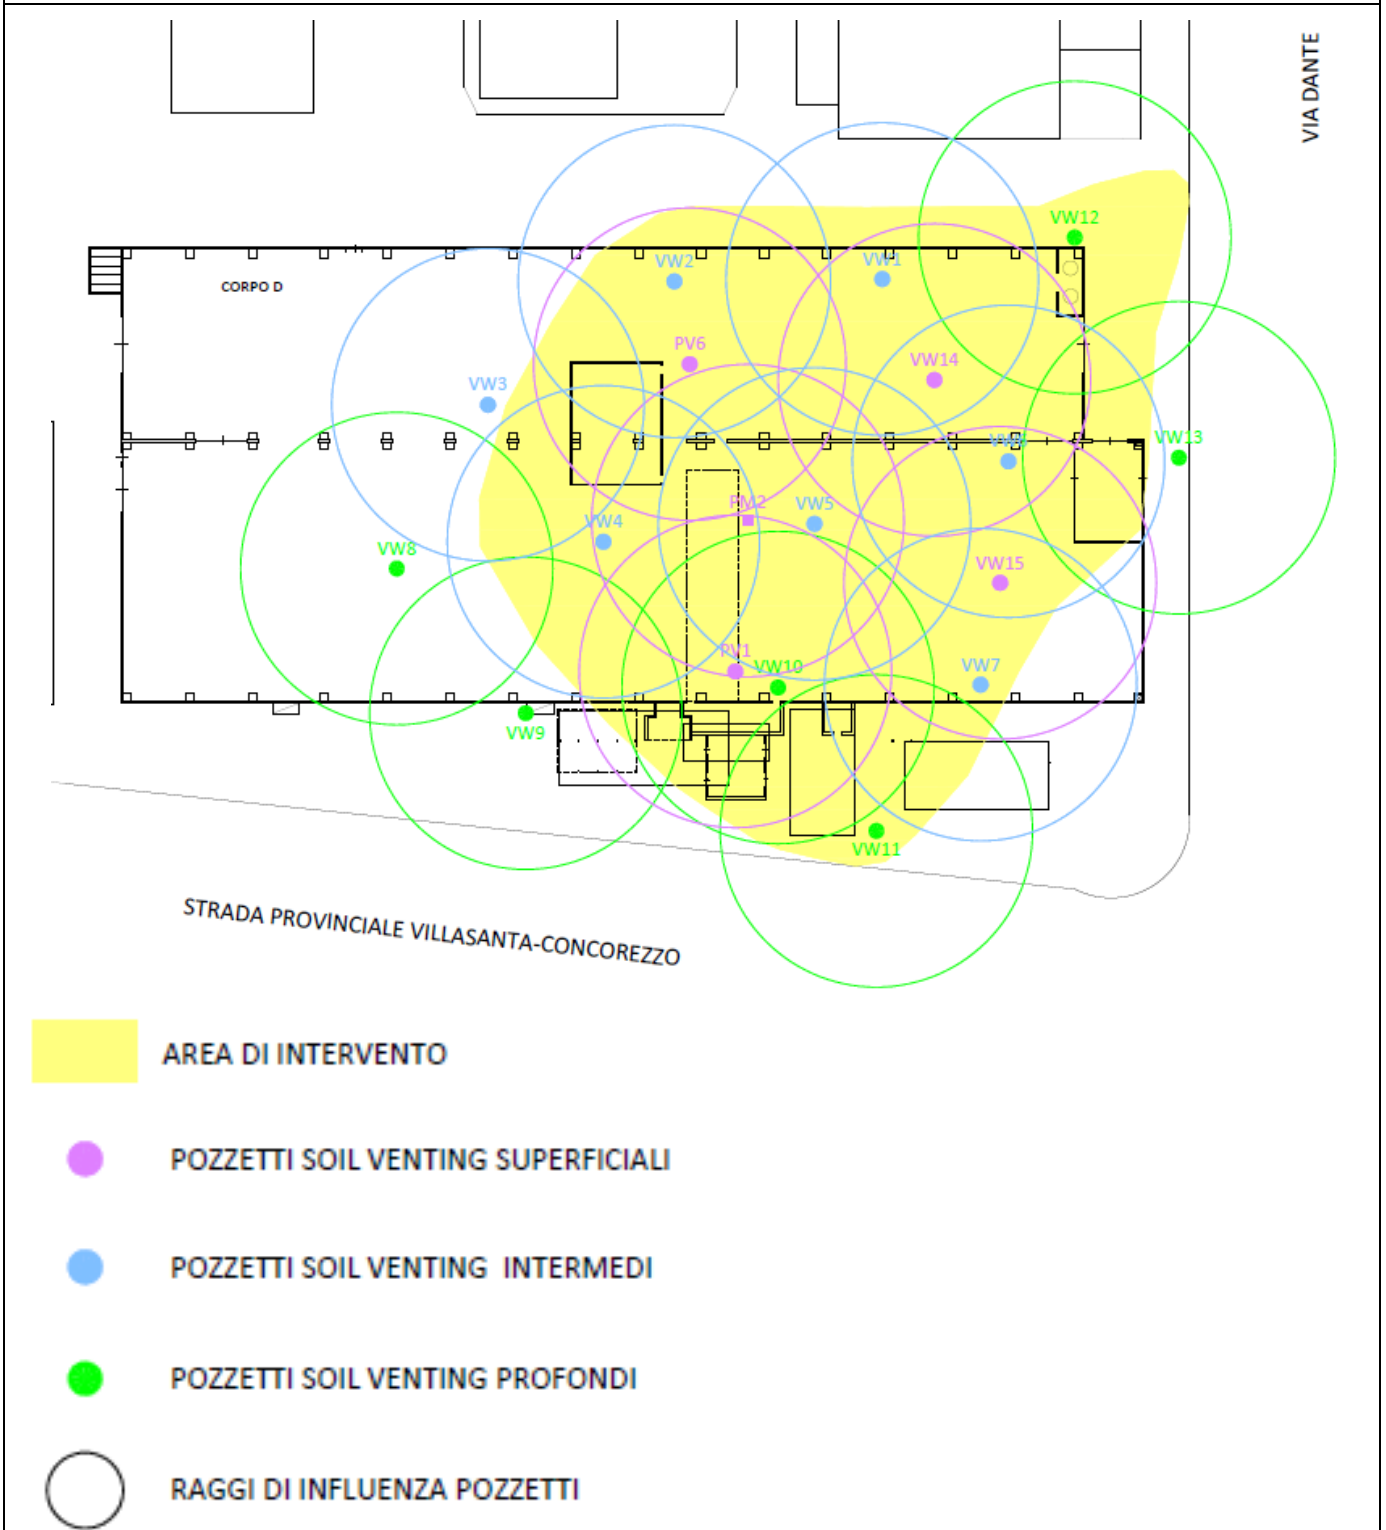 VIA DANTE
VW12
VW2
VW1
CORPO D
PV6
VW14
VW3
VW13
VW6
PM2
VW5
VW4
VW8
VW15
PV1
VW10
VW7
VW9
VW11
STRADA PROVINCIALE VILLASANTA-CONCOREZZO
AREA DI INTERVENTO
POZZETTI SOIL VENTING SUPERFICIALI
POZZETTI SOIL VENTING INTERMEDI
POZZETTI SOIL VENTING PROFONDI
RAGGI DI INFLUENZA POZZETTI